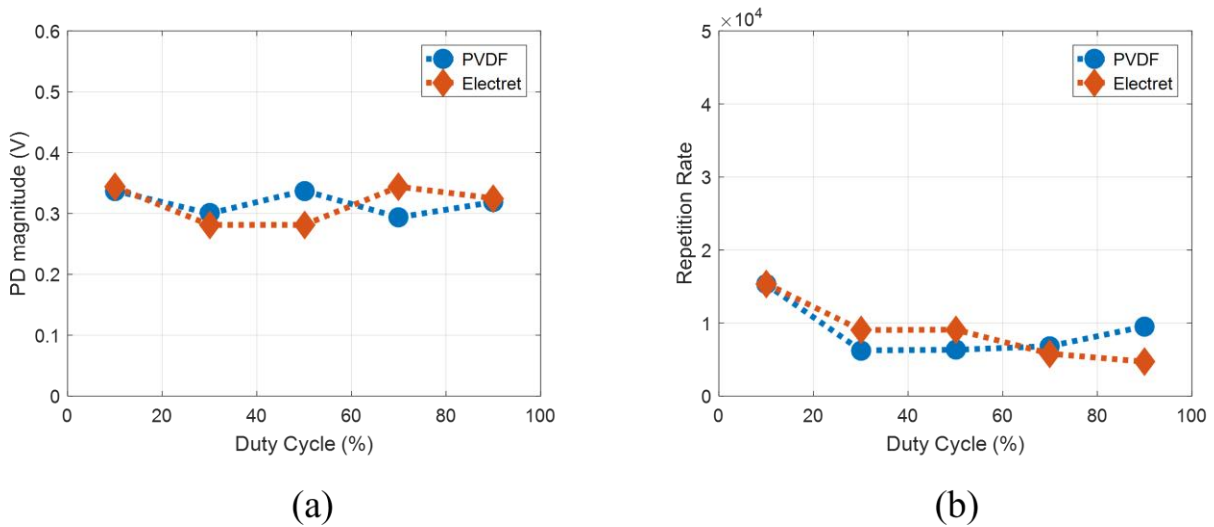 0.6
0.5
0.4
0.3
0.2
0.1
0
0 20 40 60 80 100
PD magnitude (V)
Duty Cycle (%)
PVDF
Electret
(a)
×10⁴
5
4
3
2
1
0
0 20 40 60 80 100
Repetition Rate
Duty Cycle (%)
PVDF
Electret
(b)